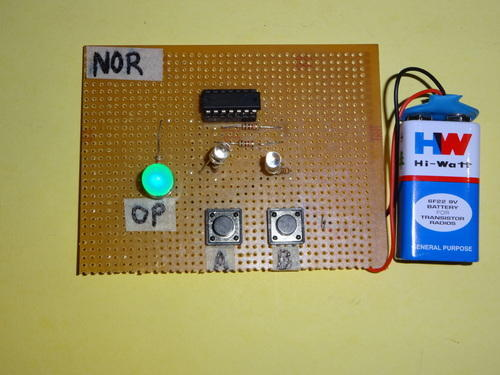 NOR
OP
A
B
HW
Hi-Watt
6F22 9V
BATTERY
FOR
TRANSISTOR
RADIOS
GENERAL PURPOSE